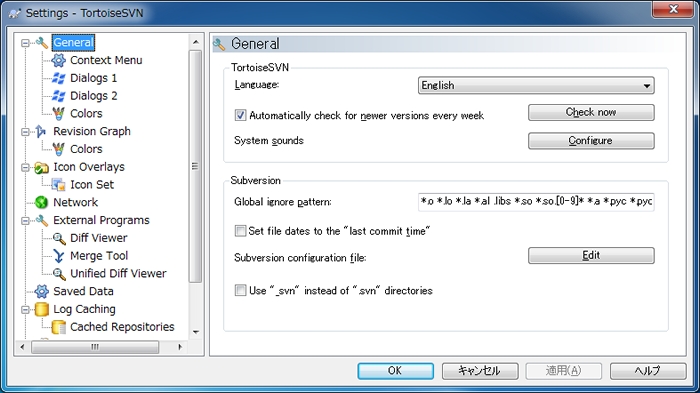 Settings - TortoiseSVN
General
Context Menu
Dialogs 1
Dialogs 2
Colors
Revision Graph
Colors
Icon Overlays
Icon Set
Network
External Programs
Diff Viewer
Merge Tool
Unified Diff Viewer
Saved Data
Log Caching
Cached Repositories
General
TortoiseSVN
Language:
English
Automatically check for newer versions every week
Check now
System sounds
Configure
Subversion
Global ignore pattern:
*.o *.lo *.la *.al .libs *.so *.so.[0-9]* *.a *.pyc *.pyo
Set file dates to the "last commit time"
Subversion configuration file:
Edit
Use "_svn" instead of ".svn" directories
OK
キャンセル
適用(A)
ヘルプ